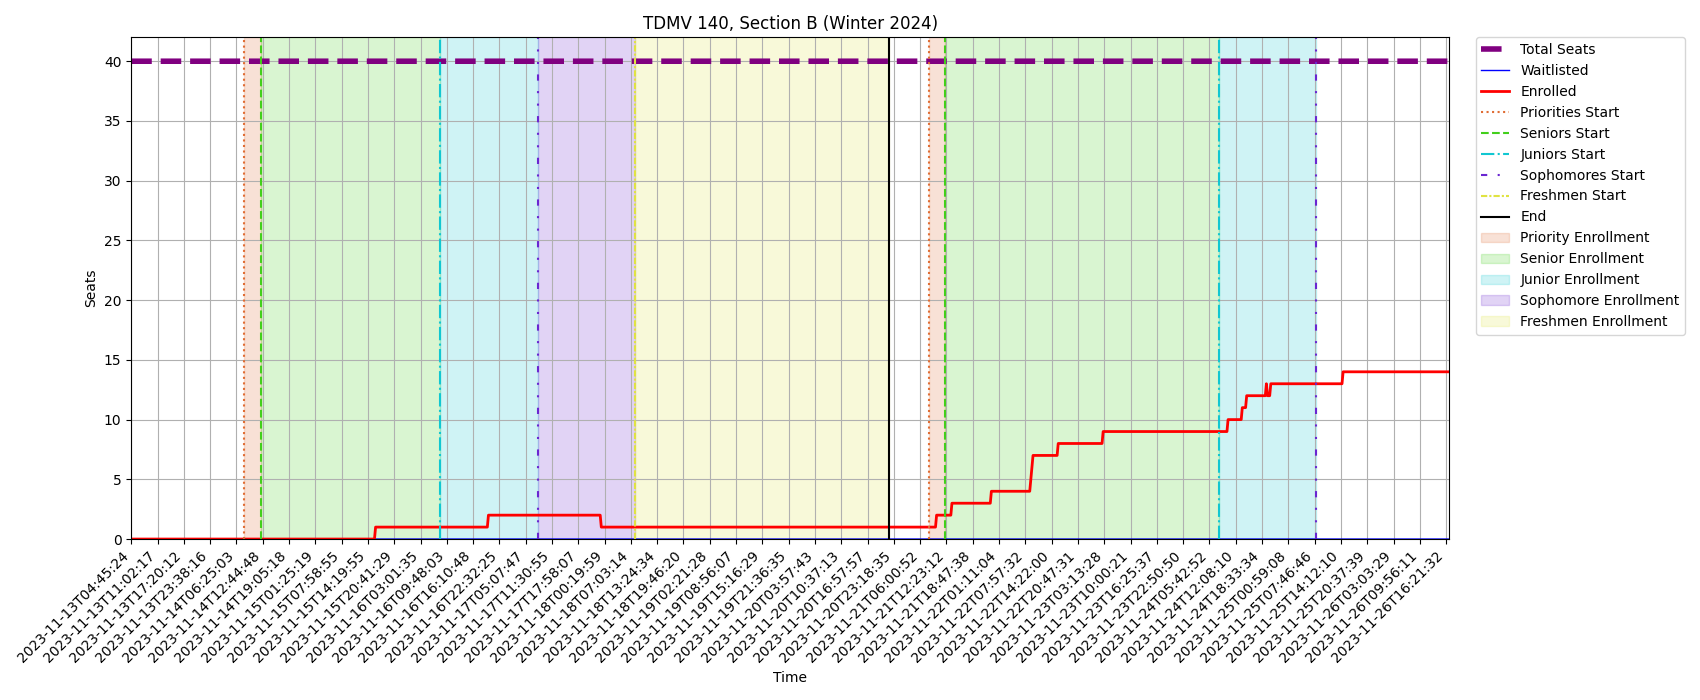 TDMV 140, Section B (Winter 2024)
Seats
40
35
30
25
20
15
10
5
0
2023-11-13T04:45:24
2023-11-13T11:02:17
2023-11-13T17:20:12
2023-11-13T23:38:16
2023-11-14T06:25:03
2023-11-14T12:44:48
2023-11-14T19:05:18
2023-11-15T01:25:19
2023-11-15T07:58:55
2023-11-15T14:19:55
2023-11-15T20:41:29
2023-11-16T03:01:35
2023-11-16T09:48:03
2023-11-16T16:10:48
2023-11-16T22:32:25
2023-11-17T05:07:47
2023-11-17T11:30:55
2023-11-17T17:58:07
2023-11-18T00:19:59
2023-11-18T07:03:14
2023-11-18T13:24:34
2023-11-18T19:46:20
2023-11-19T02:21:28
2023-11-19T08:56:07
2023-11-19T15:16:29
2023-11-19T21:36:35
2023-11-20T03:57:43
2023-11-20T10:37:13
2023-11-20T16:57:57
2023-11-20T23:18:35
2023-11-21T06:00:52
2023-11-21T12:23:12
2023-11-21T18:47:38
2023-11-22T01:11:04
2023-11-22T07:57:32
2023-11-22T14:22:00
2023-11-22T20:47:31
2023-11-23T03:13:28
2023-11-23T10:00:21
2023-11-23T16:25:37
2023-11-23T22:50:50
2023-11-24T05:42:52
2023-11-24T12:08:10
2023-11-24T18:33:34
2023-11-25T00:59:08
2023-11-25T07:46:46
2023-11-25T14:12:10
2023-11-25T20:37:39
2023-11-26T03:03:29
2023-11-26T09:56:11
2023-11-26T16:21:32
Time
Total Seats
Waitlisted
Enrolled
Priorities Start
Seniors Start
Juniors Start
Sophomores Start
Freshmen Start
End
Priority Enrollment
Senior Enrollment
Junior Enrollment
Sophomore Enrollment
Freshmen Enrollment